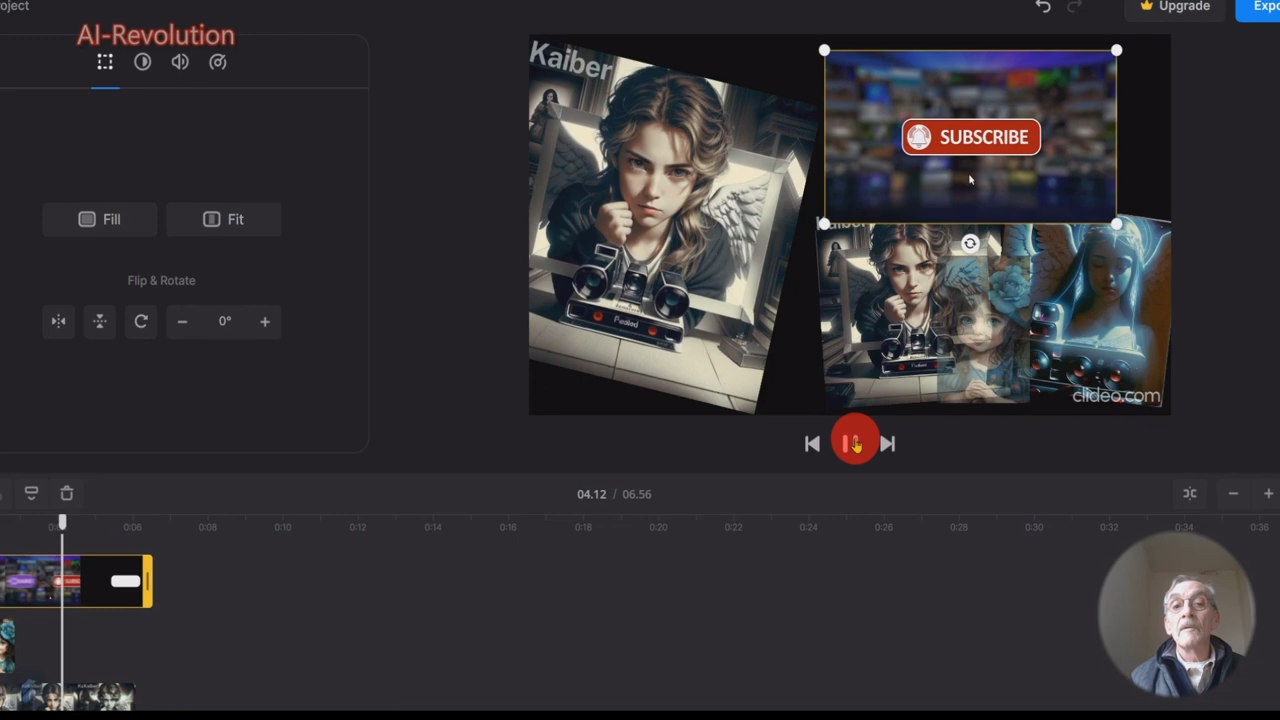 oject
Upgrade
Expo
AI-Revolution
Kaiber
SUBSCRIBE
Fill
Fit
Flip & Rotate
0°
clideo.com
04.12 / 06.56
0:06
0:08
0:10
0:12
0:14
0:16
0:18
0:20
0:22
0:24
0:26
0:28
0:30
0:32
0:34
0:36